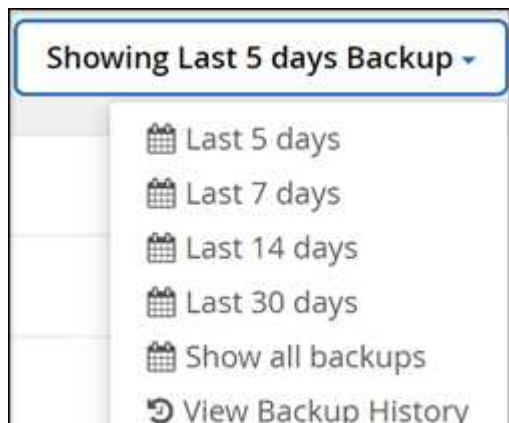 Showing Last 5 days Backup
Last 5 days
Last 7 days
Last 14 days
Last 30 days
Show all backups
View Backup History